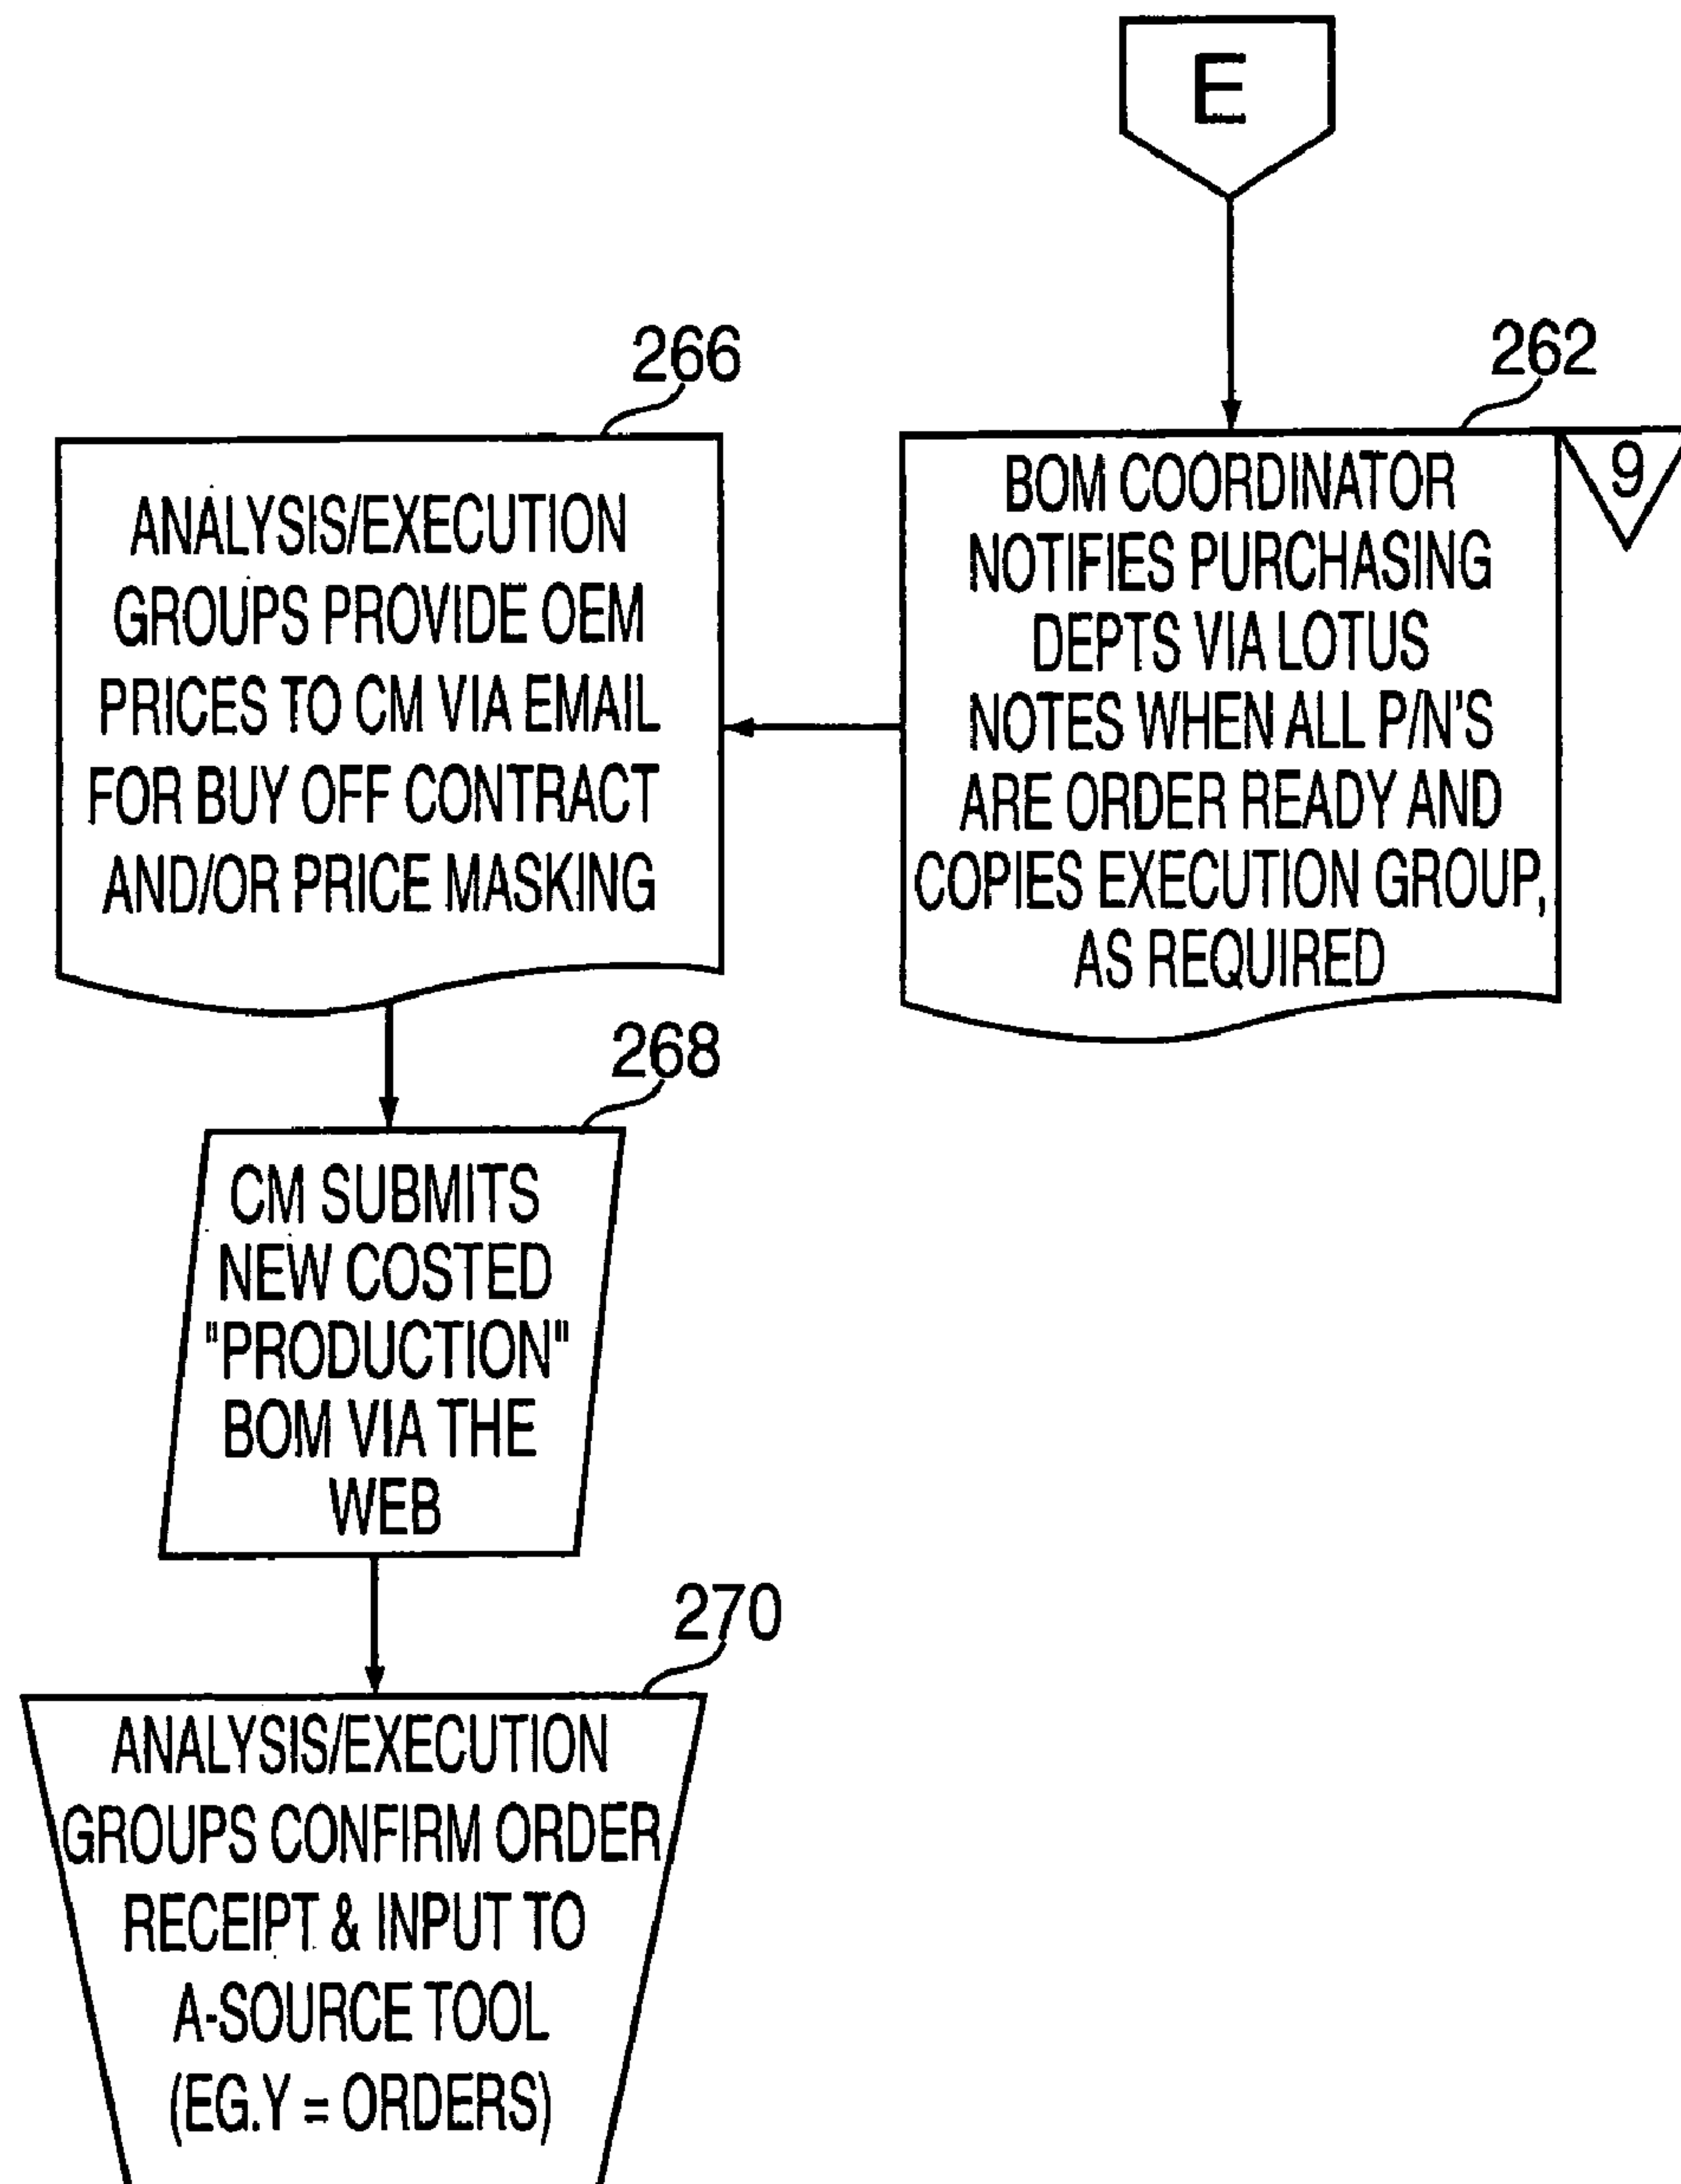 E
262
9
BOM COORDINATOR
NOTIFIES PURCHASING
DEPTS VIA LOTUS
NOTES WHEN ALL P/N'S
ARE ORDER READY AND
COPIES EXECUTION GROUP,
AS REQUIRED
266
ANALYSIS/EXECUTION
GROUPS PROVIDE OEM
PRICES TO CM VIA EMAIL
FOR BUY OFF CONTRACT
AND/OR PRICE MASKING
268
CM SUBMITS
NEW COSTED
"PRODUCTION"
BOM VIA THE
WEB
270
ANALYSIS/EXECUTION
GROUPS CONFIRM ORDER
RECEIPT & INPUT TO
A-SOURCE TOOL
(EG.Y = ORDERS)